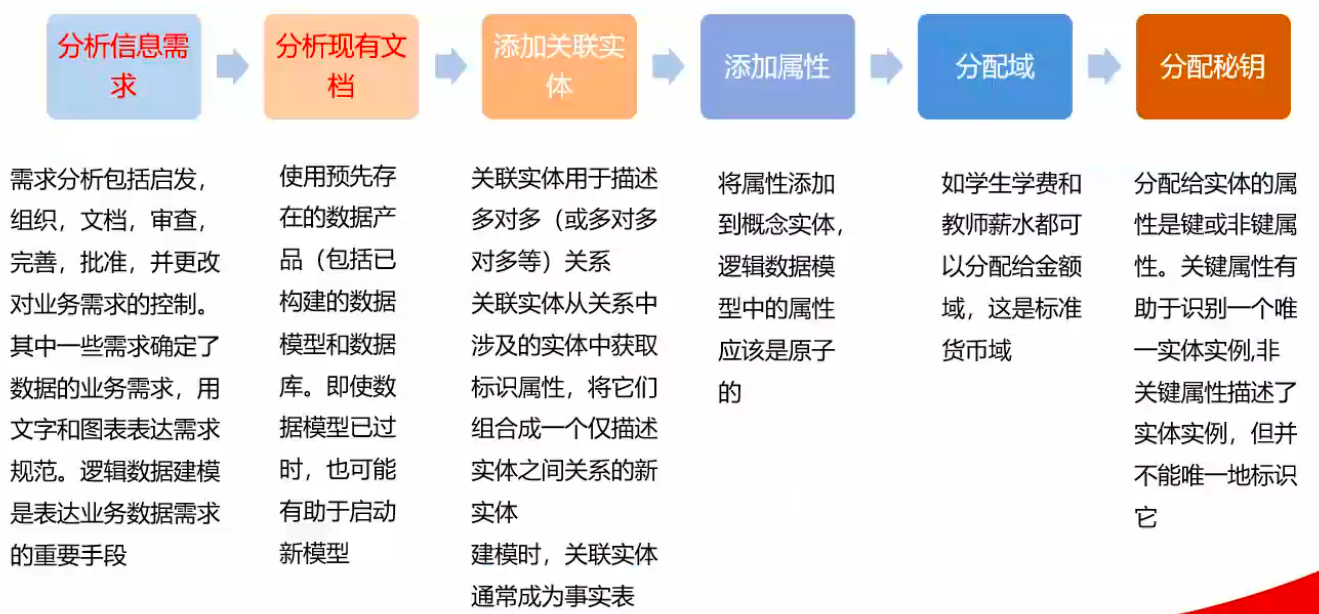 分析信息需
求
分析现有文
档
添加关联实
体
添加属性
分配域
分配秘钥
需求分析包括启发，
组织，文档，审查，
完善，批准，并更改
对业务需求的控制。
其中一些需求确定了
数据的业务需求，用
文字和图表表达需求
规范。逻辑数据建模
是表达业务数据需求
的重要手段
使用预先存
在的数据产
品（包括已
构建的数据
模型和数据
库。即使数
据模型已过
时，也可能
有助于启动
新模型
关联实体用于描述
多对多（或多对多
对多等）关系
关联实体从关系中
涉及的实体中获取
标识属性，将它们
组合成一个仅描述
实体之间关系的新
实体
建模时，关联实体
通常成为事实表
将属性添加
到概念实体，
逻辑数据模
型中的属性
应该是原子
的
如学生学费和
教师薪水都可
以分配给金额
域，这是标准
货币域
分配给实体的属
性是键或非键属
性。关键属性有
助于识别一个唯
一实体实例,非
关键属性描述了
实体实例，但并
不能唯一地标识
它